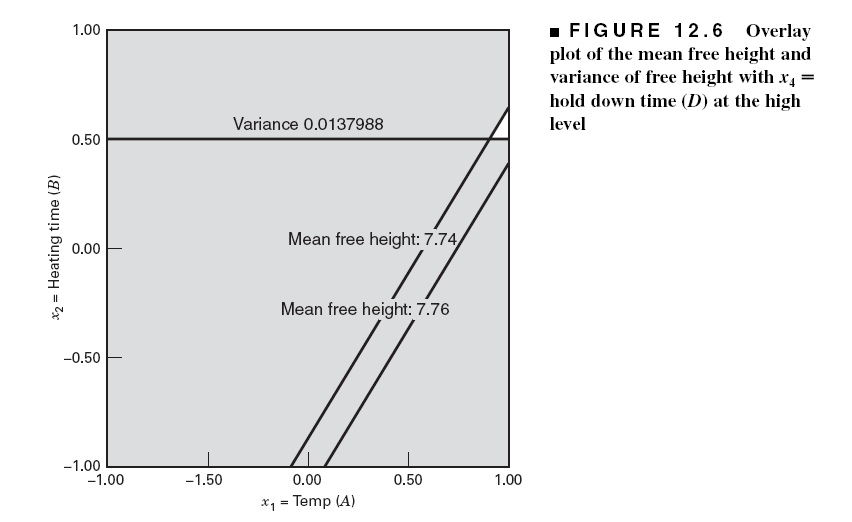 1.00
Variance 0.0137988
0.50
Mean free height: 7.74
0.00
Mean free height: 7.76
−0.50
−1.00
x2 = Heating time (B)
−1.00 −1.50 0.00 0.50 1.00
x1 = Temp (A)
■ FIGURE 12.6 Overlay
plot of the mean free height and
variance of free height with x4 =
hold down time (D) at the high
level